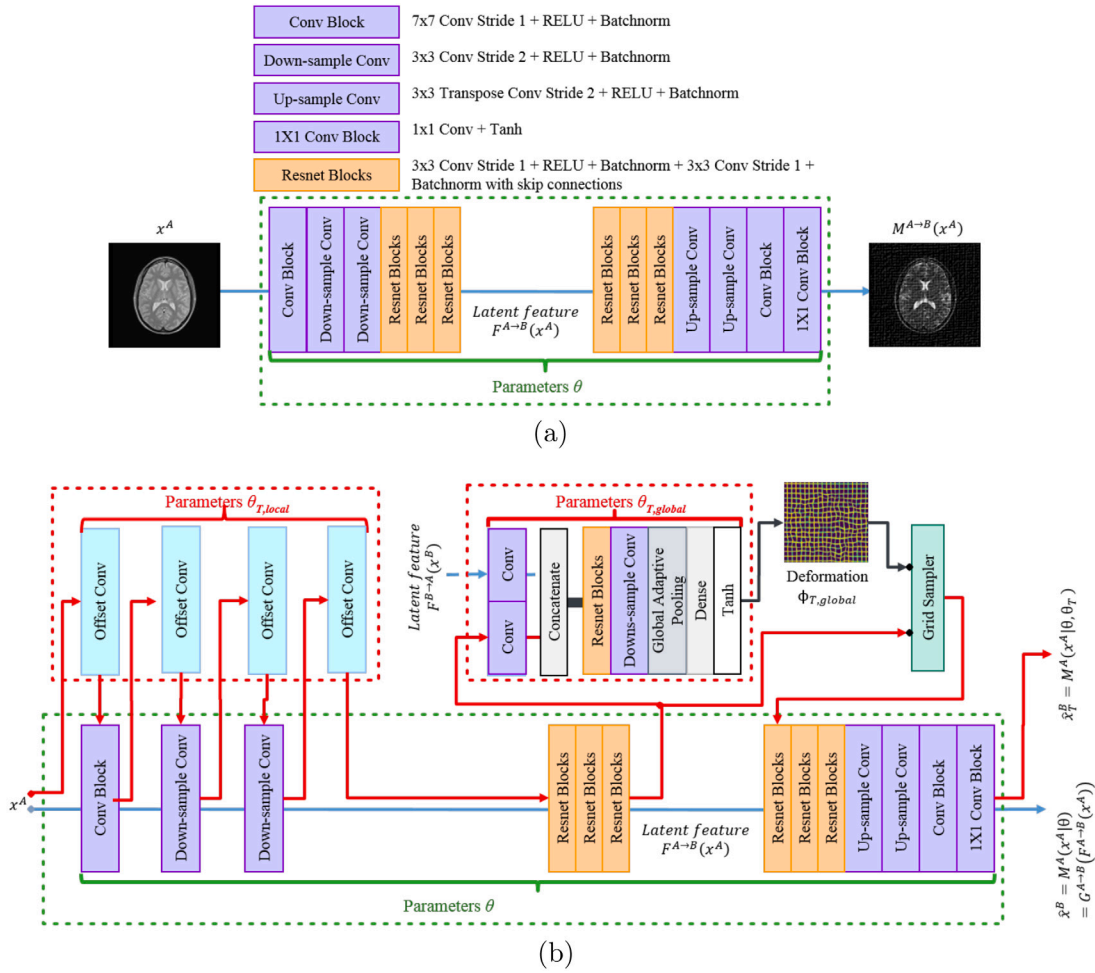 Conv Block 7x7 Conv Stride 1 + RELU + Batchnorm
Down-sample Conv 3x3 Conv Stride 2 + RELU + Batchnorm
Up-sample Conv 3x3 Transpose Conv Stride 2 + RELU + Batchnorm
1X1 Conv Block 1x1 Conv + Tanh
Resnet Blocks 3x3 Conv Stride 1 + RELU + Batchnorm + 3x3 Conv Stride 1 +
Batchnorm with skip connections
x^A
Conv Block
Down-sample Conv
Down-sample Conv
Resnet Blocks
Resnet Blocks
Resnet Blocks
Latent feature
F^{A→B}(x^A)
Resnet Blocks
Resnet Blocks
Resnet Blocks
Up-sample Conv
Up-sample Conv
Conv Block
1X1 Conv Block
M^{A→B}(x^A)
Parameters θ
(a)
Parameters θ_{T,local}
Offset Conv
Offset Conv
Offset Conv
Offset Conv
Latent feature
F^{B→A}(x^B)
Parameters θ_{T,global}
Conv
Conv
Concatenate
Resnet Blocks
Downs-sample Conv
Global Adaptive
Pooling
Dense
Tanh
Deformation
Φ_{T,global}
Grid Sampler
x̂_T^B = M^A(x^A|θ,θ_T)
x^A
Conv Block
Down-sample Conv
Down-sample Conv
Resnet Blocks
Resnet Blocks
Resnet Blocks
Latent feature
F^{A→B}(x^A)
Resnet Blocks
Resnet Blocks
Resnet Blocks
Up-sample Conv
Up-sample Conv
Conv Block
1X1 Conv Block
x̂^B = M^A(x^A|θ)
= G^{A→B}(F^{A→B}(x^A))
Parameters θ
(b)